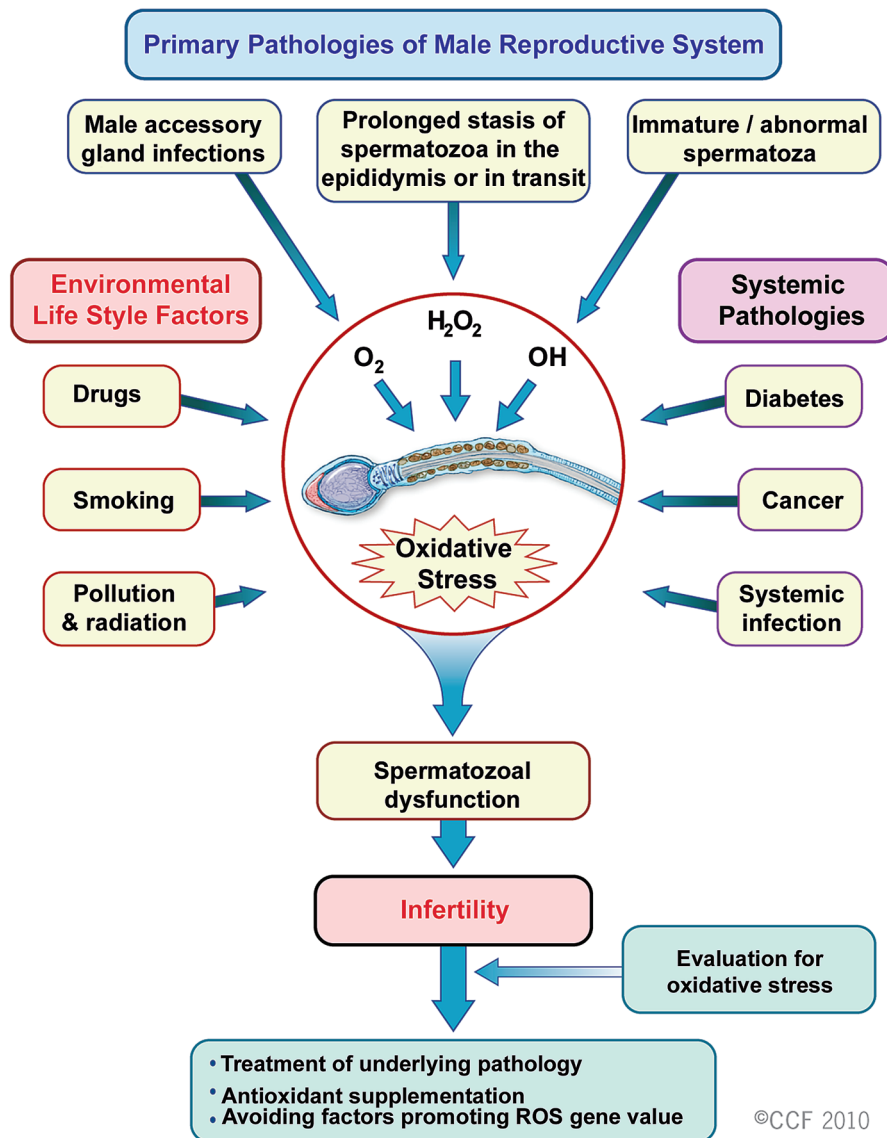 Primary Pathologies of Male Reproductive System
Male accessory
gland infections
Prolonged stasis of
spermatozoa in the
epididymis or in transit
Immature / abnormal
spermatoza
Environmental
Life Style Factors
Systemic
Pathologies
H₂O₂
O₂
OH
Drugs
Smoking
Pollution
& radiation
Diabetes
Cancer
Systemic
infection
Oxidative
Stress
Spermatozoal
dysfunction
Infertility
Evaluation for
oxidative stress
• Treatment of underlying pathology
• Antioxidant supplementation
• Avoiding factors promoting ROS gene value
©CCF 2010